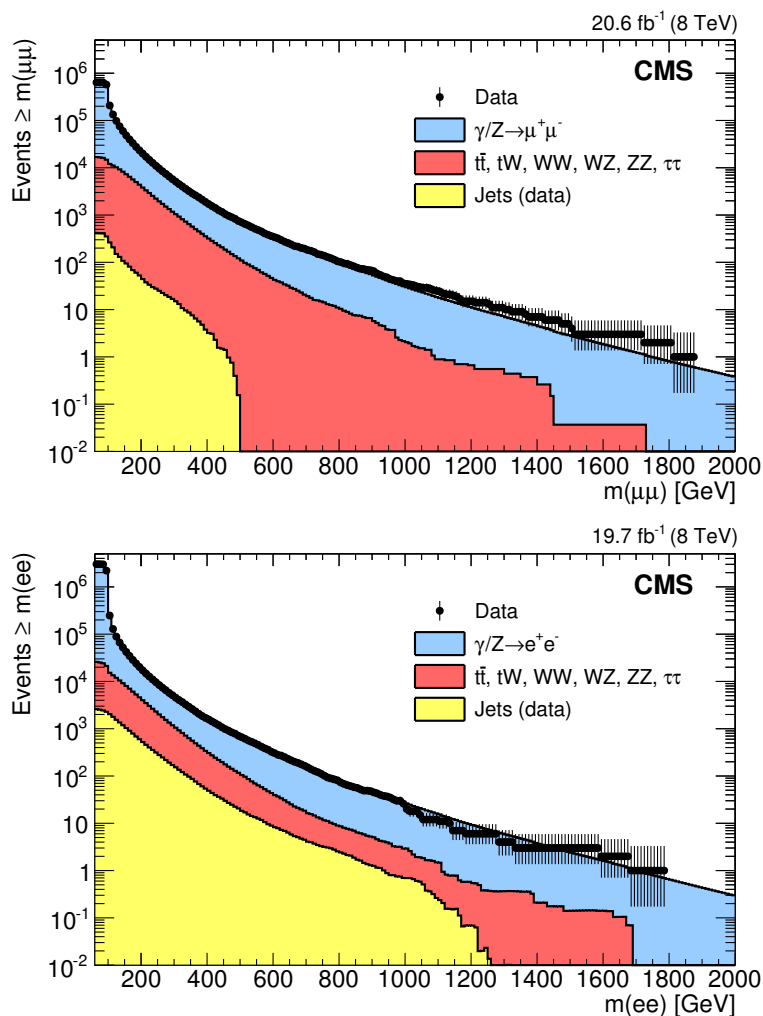 20.6 fb⁻¹ (8 TeV)
CMS
Events ≥ m(μμ)
Data
γ/Z→μ⁺μ⁻
tt̄, tW, WW, WZ, ZZ, ττ
Jets (data)
10⁶
10⁵
10⁴
10³
10²
10
1
10⁻¹
10⁻²
200 400 600 800 1000 1200 1400 1600 1800 2000
m(μμ) [GeV]
19.7 fb⁻¹ (8 TeV)
CMS
Events ≥ m(ee)
Data
γ/Z→e⁺e⁻
tt̄, tW, WW, WZ, ZZ, ττ
Jets (data)
10⁶
10⁵
10⁴
10³
10²
10
1
10⁻¹
10⁻²
200 400 600 800 1000 1200 1400 1600 1800 2000
m(ee) [GeV]